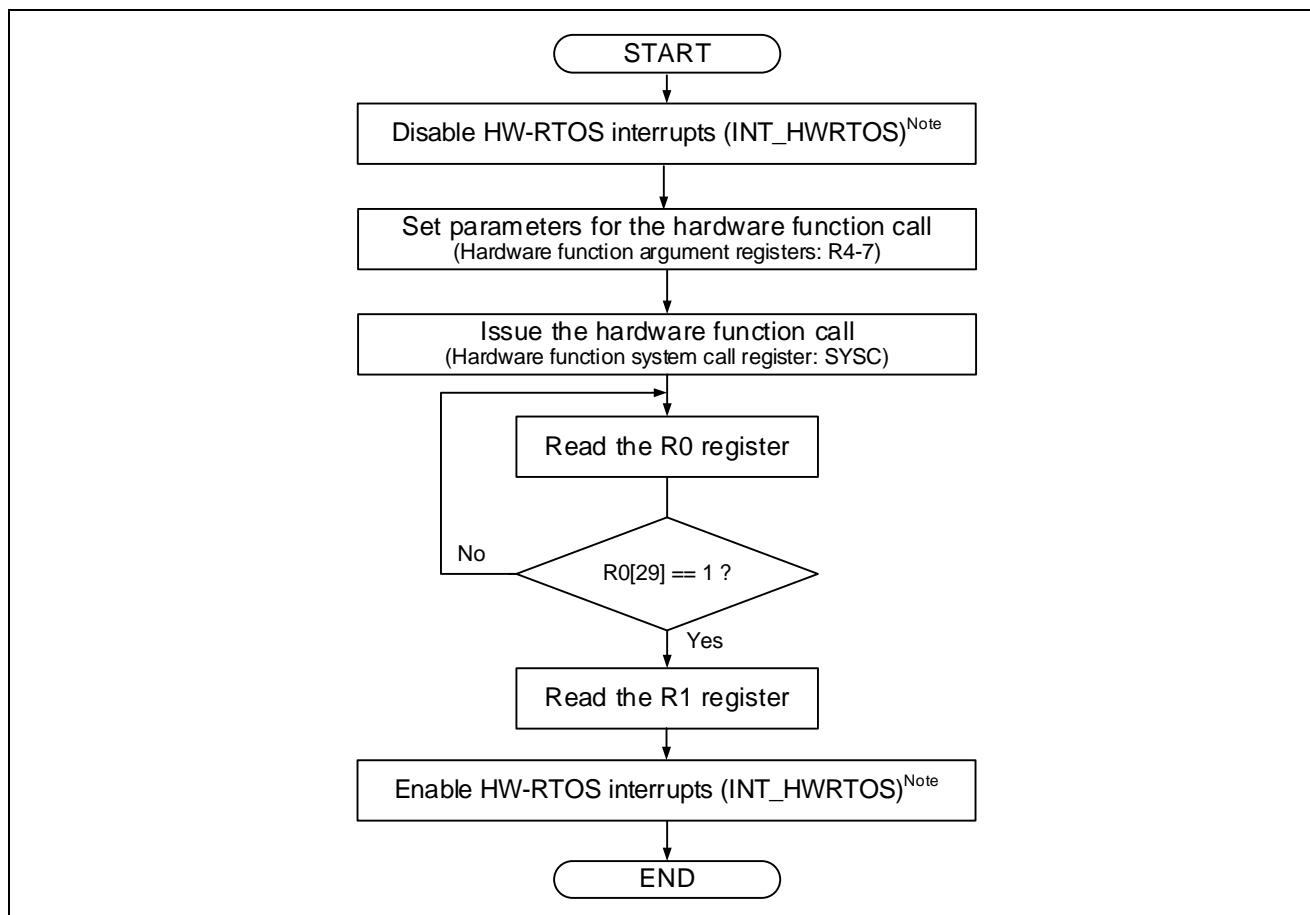 START
Disable HW-RTOS interrupts (INT_HWRTOS)Note
Set parameters for the hardware function call
(Hardware function argument registers: R4-7)
Issue the hardware function call
(Hardware function system call register: SYSC)
Read the R0 register
No
R0[29] == 1 ?
Yes
Read the R1 register
Enable HW-RTOS interrupts (INT_HWRTOS)Note
END